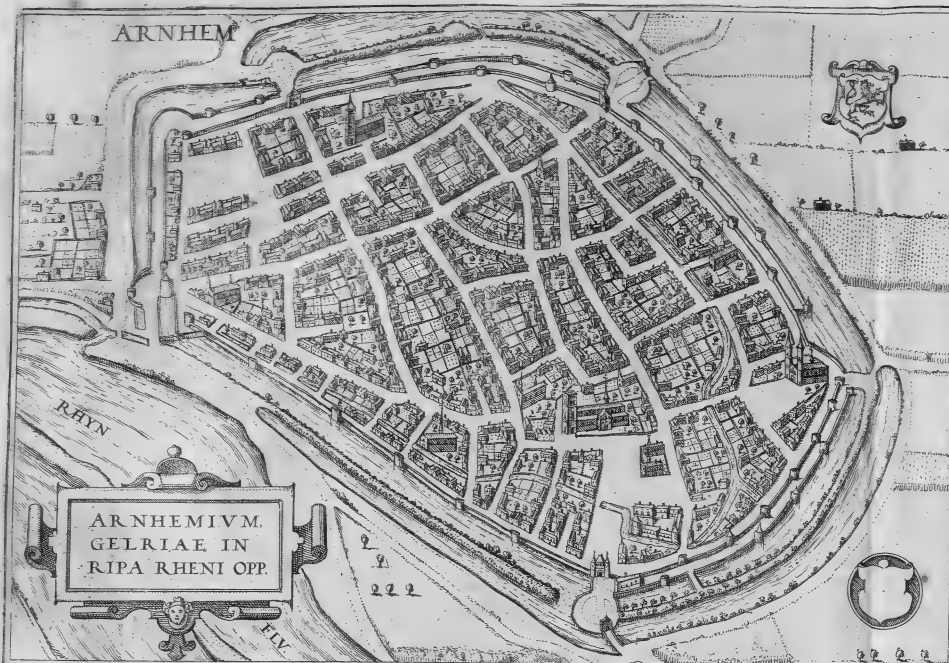 ARNHEM
RHYN
ARNHEMIVM,
GELRIAE IN
RIPA RHENI OPP.
FLV.